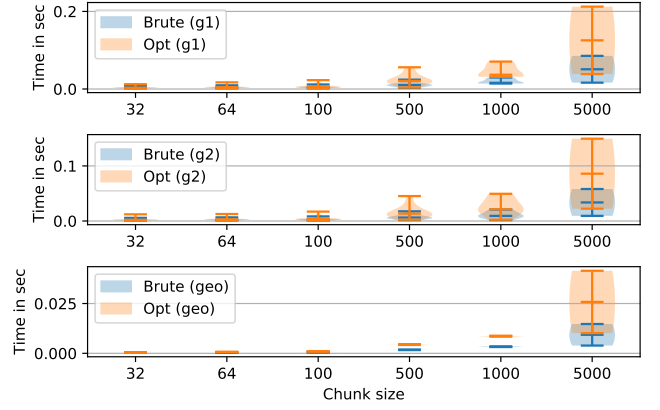 0.2
Brute (g1)
Opt (g1)
0.0
Time in sec
32 64 100 500 1000 5000
Brute (g2)
Opt (g2)
0.1
0.0
Time in sec
32 64 100 500 1000 5000
Brute (geo)
Opt (geo)
0.025
0.000
Time in sec
32 64 100 500 1000 5000
Chunk size